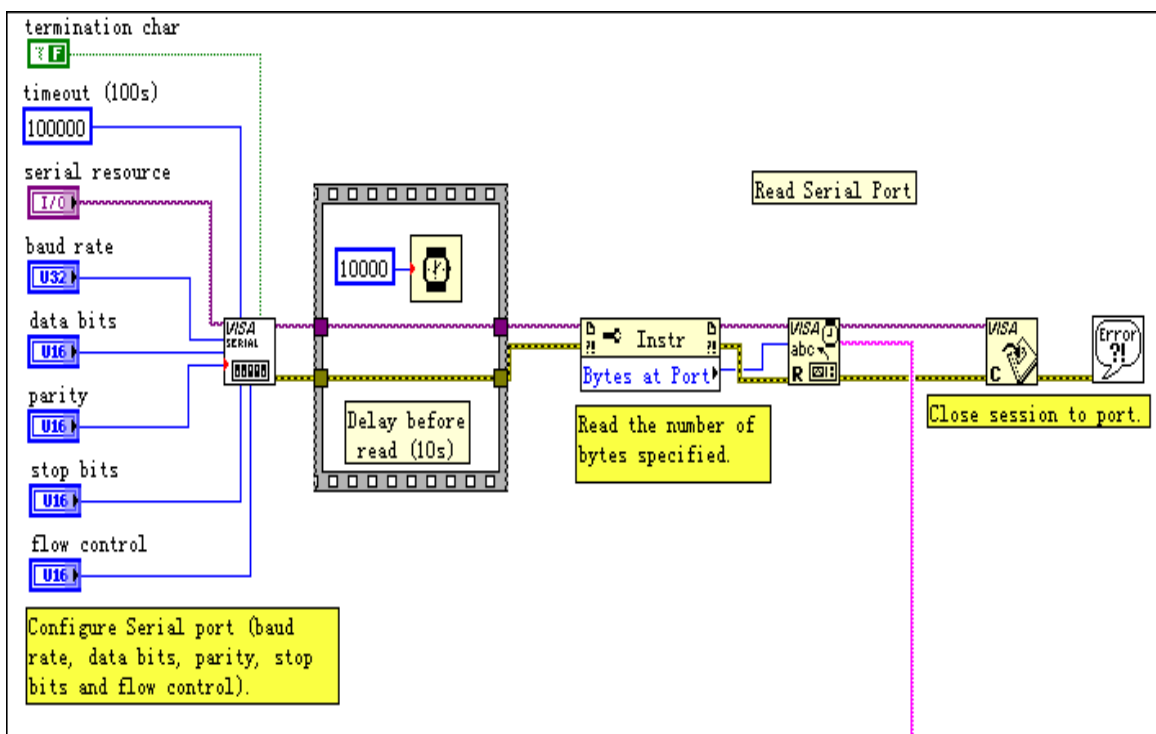 termination char
F
timeout (100s)
100000
serial resource
I/O
baud rate
U32
data bits
U16
parity
U16
stop bits
U16
flow control
U16
Configure Serial port (baud
rate, data bits, parity, stop
bits and flow control).
VISA
SERIAL
10000
Delay before
read (10s)
Read Serial Port
?! Instr ?!
Bytes at Port
Read the number of
bytes specified.
VISA
abc
R
VISA
C
Close session to port.
Error
?!